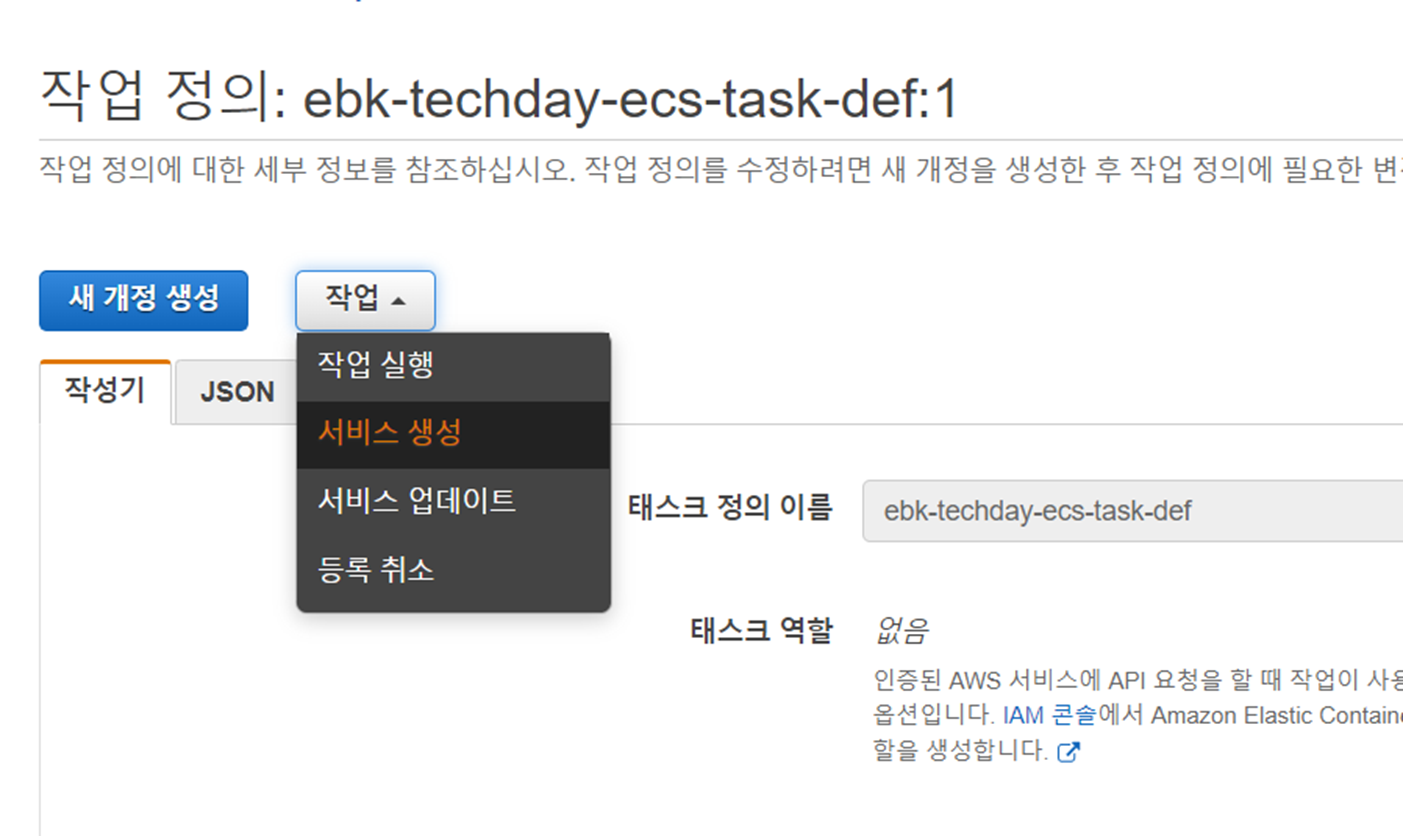 작업 정의: ebk-techday-ecs-task-def:1
작업 정의에 대한 세부 정보를 참조하십시오. 작업 정의를 수정하려면 새 개정을 생성한 후 작업 정의에 필요한
새 개정 생성
작업
작업 실행
서비스 생성
서비스 업데이트
등록 취소
작성기
JSON
태스크 정의 이름
ebk-techday-ecs-task-def
태스크 역할
없음
인증된 AWS 서비스에 API 요청을 할 때 작업이
옵션입니다. IAM 콘솔에서 Amazon Elastic
할을 생성합니다.